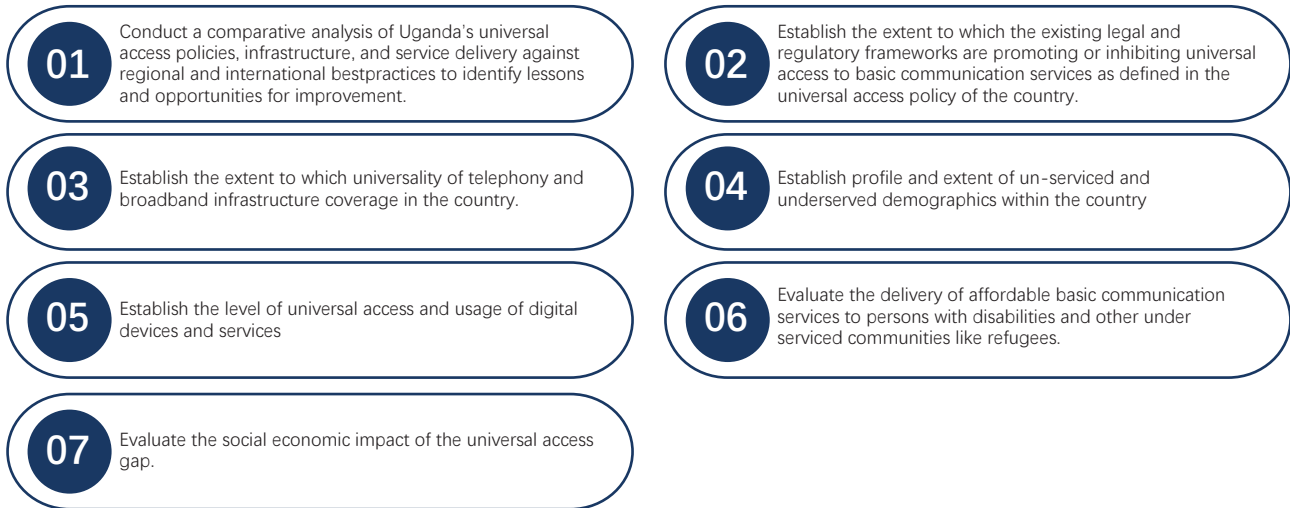 01
Conduct a comparative analysis of Uganda's universal
access policies, infrastructure, and service delivery against
regional and international bestpractices to identify lessons
and opportunities for improvement.
02
Establish the extent to which the existing legal and
regulatory frameworks are promoting or inhibiting universal
access to basic communication services as defined in the
universal access policy of the country.
03
Establish the extent to which universality of telephony and
broadband infrastructure coverage in the country.
04
Establish profile and extent of un-serviced and
underserved demographics within the country
05
Establish the level of universal access and usage of digital
devices and services
06
Evaluate the delivery of affordable basic communication
services to persons with disabilities and other under
serviced communities like refugees.
07
Evaluate the social economic impact of the universal access
gap.